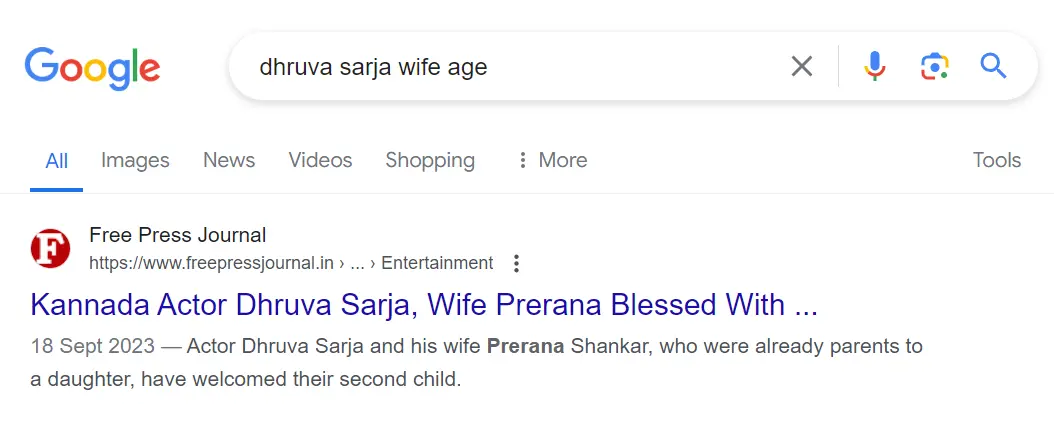 Google
dhruva sarja wife age
All Images News Videos Shopping More Tools
F
Free Press Journal
https://www.freepressjournal.in › ... › Entertainment
Kannada Actor Dhruva Sarja, Wife Prerana Blessed With ...
18 Sept 2023 — Actor Dhruva Sarja and his wife Prerana Shankar, who were already parents to
a daughter, have welcomed their second child.